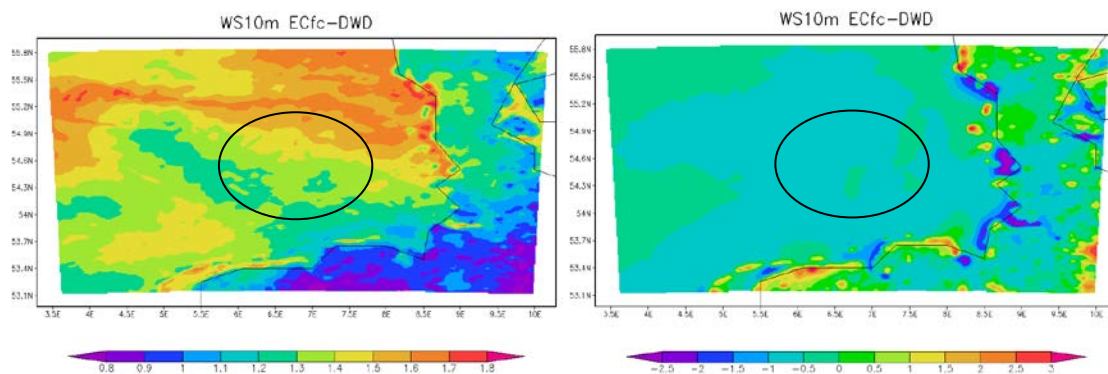 WS10m ECfc-DWD
55.8N
55.5N
55.2N
54.9N
54.6N
54.3N
54N
53.7N
53.4N
53.1N
3.5E 4E 4.5E 5E 5.5E 6E 6.5E 7E 7.5E 8E 8.5E 9E 9.5E 10E
0.8 0.9 1 1.1 1.2 1.3 1.4 1.5 1.6 1.7 1.8
WS10m ECfc-DWD
55.8N
55.5N
55.2N
54.9N
54.6N
54.3N
54N
53.7N
53.4N
53.1N
3.5E 4E 4.5E 5E 5.5E 6E 6.5E 7E 7.5E 8E 8.5E 9E 9.5E 10E
-2.5 -2 -1.5 -1 -0.5 0 0.5 1 1.5 2 2.5 3